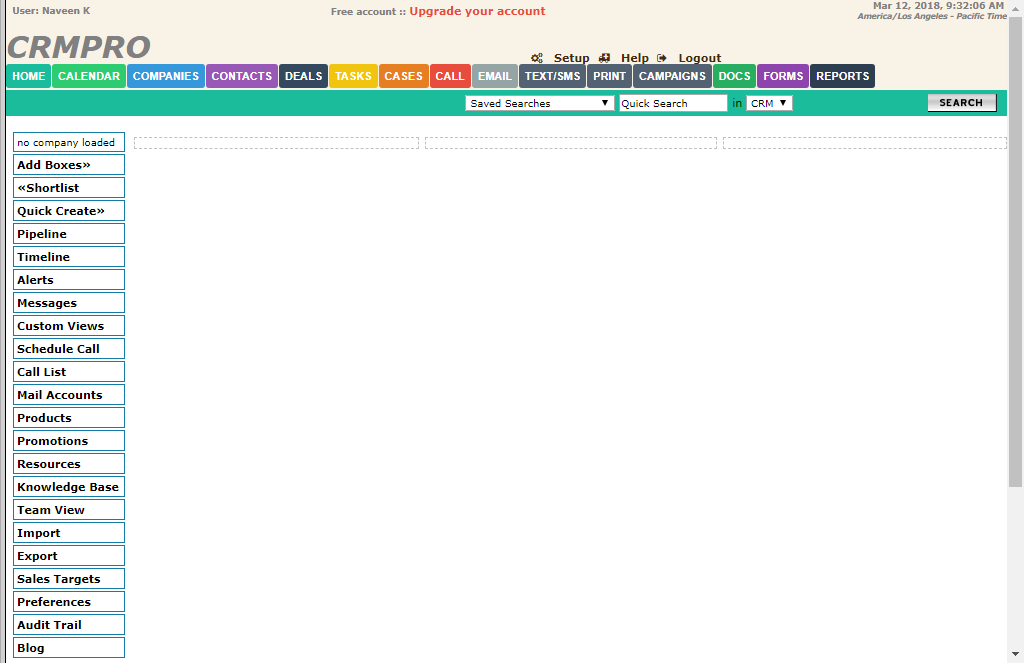 User: Naveen K
Free account :: Upgrade your account
Mar 12, 2018, 9:32:06 AM
America/Los Angeles - Pacific Time
CRMPRO
Setup Help Logout
HOME CALENDAR COMPANIES CONTACTS DEALS TASKS CASES CALL EMAIL TEXT/SMS PRINT CAMPAIGNS DOCS FORMS REPORTS
Saved Searches Quick Search in CRM SEARCH
no company loaded
Add Boxes»
«Shortlist
Quick Create»
Pipeline
Timeline
Alerts
Messages
Custom Views
Schedule Call
Call List
Mail Accounts
Products
Promotions
Resources
Knowledge Base
Team View
Import
Export
Sales Targets
Preferences
Audit Trail
Blog